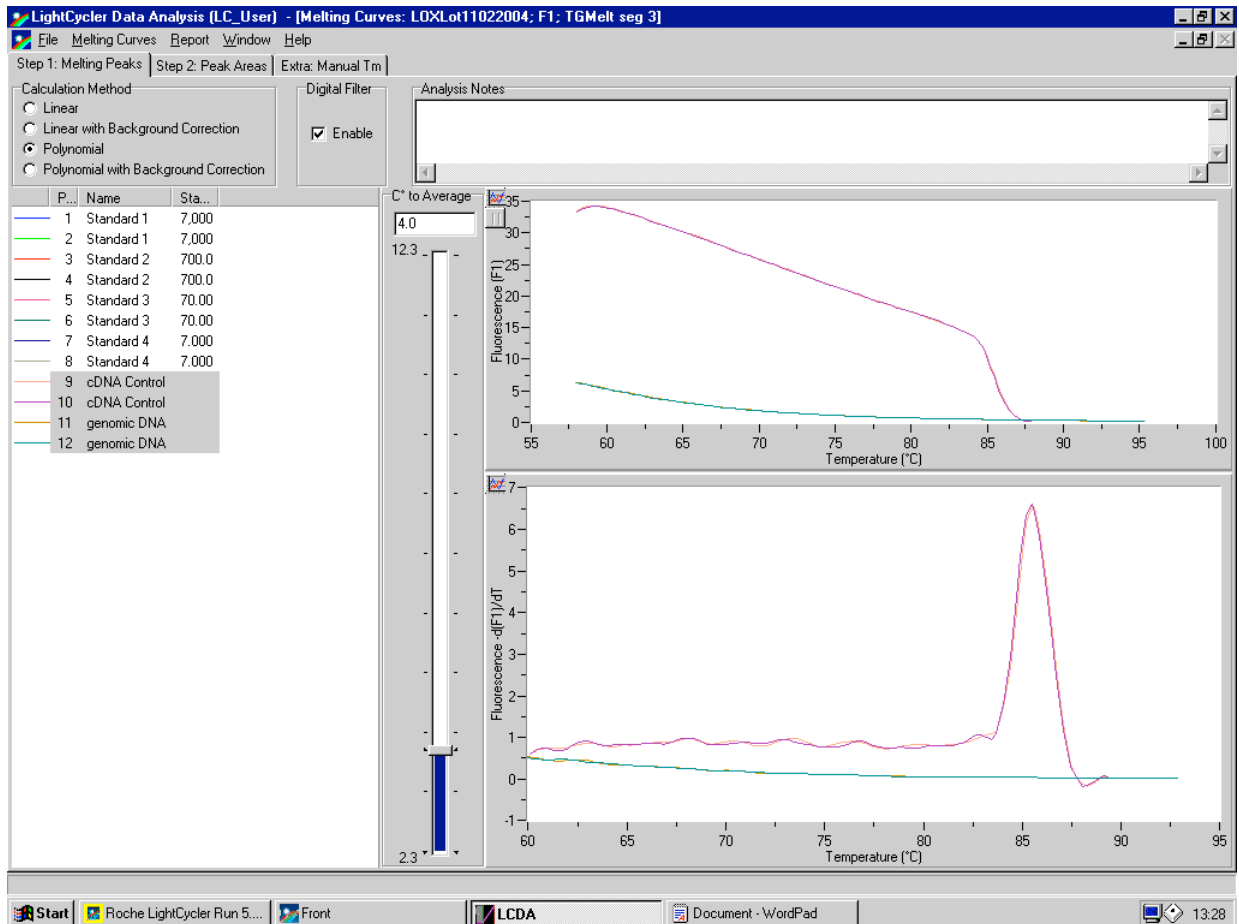 LightCycler Data Analysis (LC_User) - [Melting Curves: LOXLot11022004; F1; TGMelt seg 3]
File Melting Curves Report Window Help
Step 1: Melting Peaks Step 2: Peak Areas Extra: Manual Tm
Calculation Method
Linear
Linear with Background Correction
Polynomial
Polynomial with Background Correction
Digital Filter
Enable
Analysis Notes
P... Name Sta...
1 Standard 1 7,000
2 Standard 1 7,000
3 Standard 2 700.0
4 Standard 2 700.0
5 Standard 3 70.00
6 Standard 3 70.00
7 Standard 4 7.000
8 Standard 4 7.000
9 cDNA Control
10 cDNA Control
11 genomic DNA
12 genomic DNA
C° to Average
4.0
12.3
2.3
35
30
25
20
15
10
5
0
Fluorescence (F1)
55 60 65 70 75 80 85 90 95 100
Temperature (°C)
7
6
5
4
3
2
1
0
-1
Fluorescence -d(F1)/dT
60 65 70 75 80 85 90 95
Temperature (°C)
Start Roche LightCycler Run 5.... Front LCDA Document - WordPad 13:28